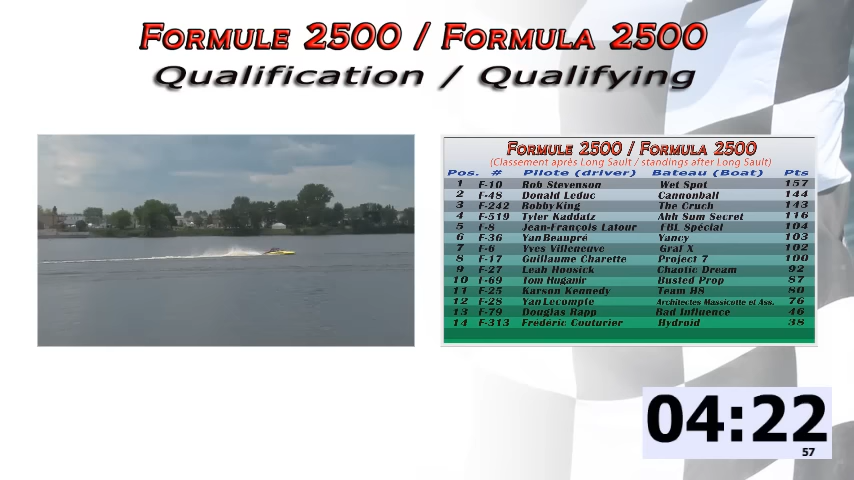 Formule 2500 / Formula 2500
Qualification / Qualifying
Formule 2500 / Formula 2500
(Classement après Long Sault / standings after Long Sault)
Pos. # Pilote (driver) Bateau (Boat) Pts
1 F-10 Rob Stevenson Wet Spot 157
2 F-48 Donald Leduc Cannonball 144
3 F-242 Robby King The Cruch 143
4 F-519 Tyler Kaddatz Ahh Sum Secret 116
5 F-8 Jean-François Latour FBL Spécial 104
6 F-36 Yan Beaupré Yancy 103
7 F-6 Yves Villeneuve Graf X 102
8 F-17 Guillaume Charette Project 7 100
9 F-27 Leah Hoosick Chaotic Dream 92
10 F-69 Tom Huganir Busted Prop 87
11 F-25 Karson Kennedy Team H8 80
12 F-28 Yan Lecompte Architectes Massicotte et Ass. 76
13 F-79 Douglas Rapp Bad Influence 46
14 F-313 Frédéric Couturier Hydroid 38
04:22
57